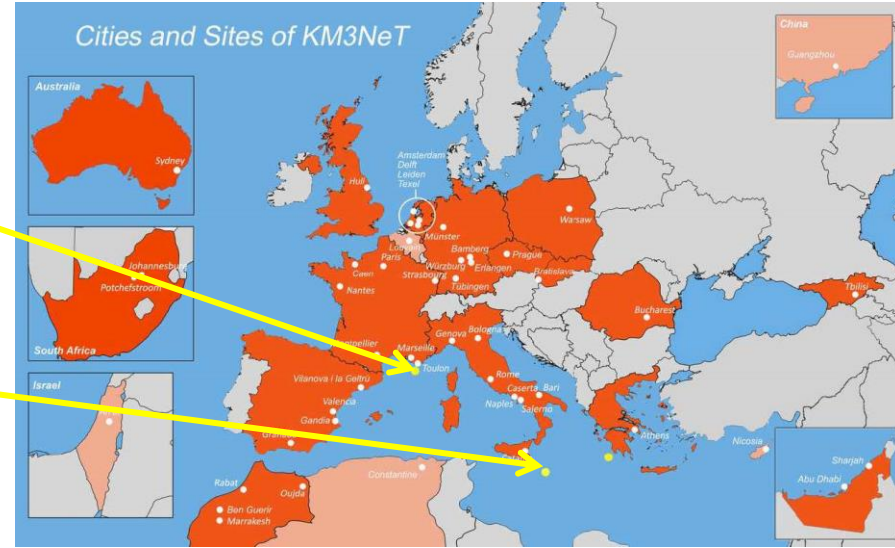 Cities and Sites of KM3NeT
China
Guangzhou
Australia
Sydney
Hull
Amsterdam
Delft
Leiden
Texel
Warsaw
Münster
Louvain
Paris
Bamberg
Prague
Caen
Strasbourg
Würzburg
Erlangen
Bratislava
Tübingen
Nantes
Johannesburg
Potchefstroom
South Africa
Tbilisi
Bucharest
Genova
Bologna
Marseille
Toulon
Israel
Vilanova i la Geltru
Rome
Valencia
Caserta
Bari
Naples
Salerno
Gandia
Athens
Nicosia
Constantine
Rabat
Oujda
Ben Guerir
Marrakesh
Sharjah
Abu Dhabi